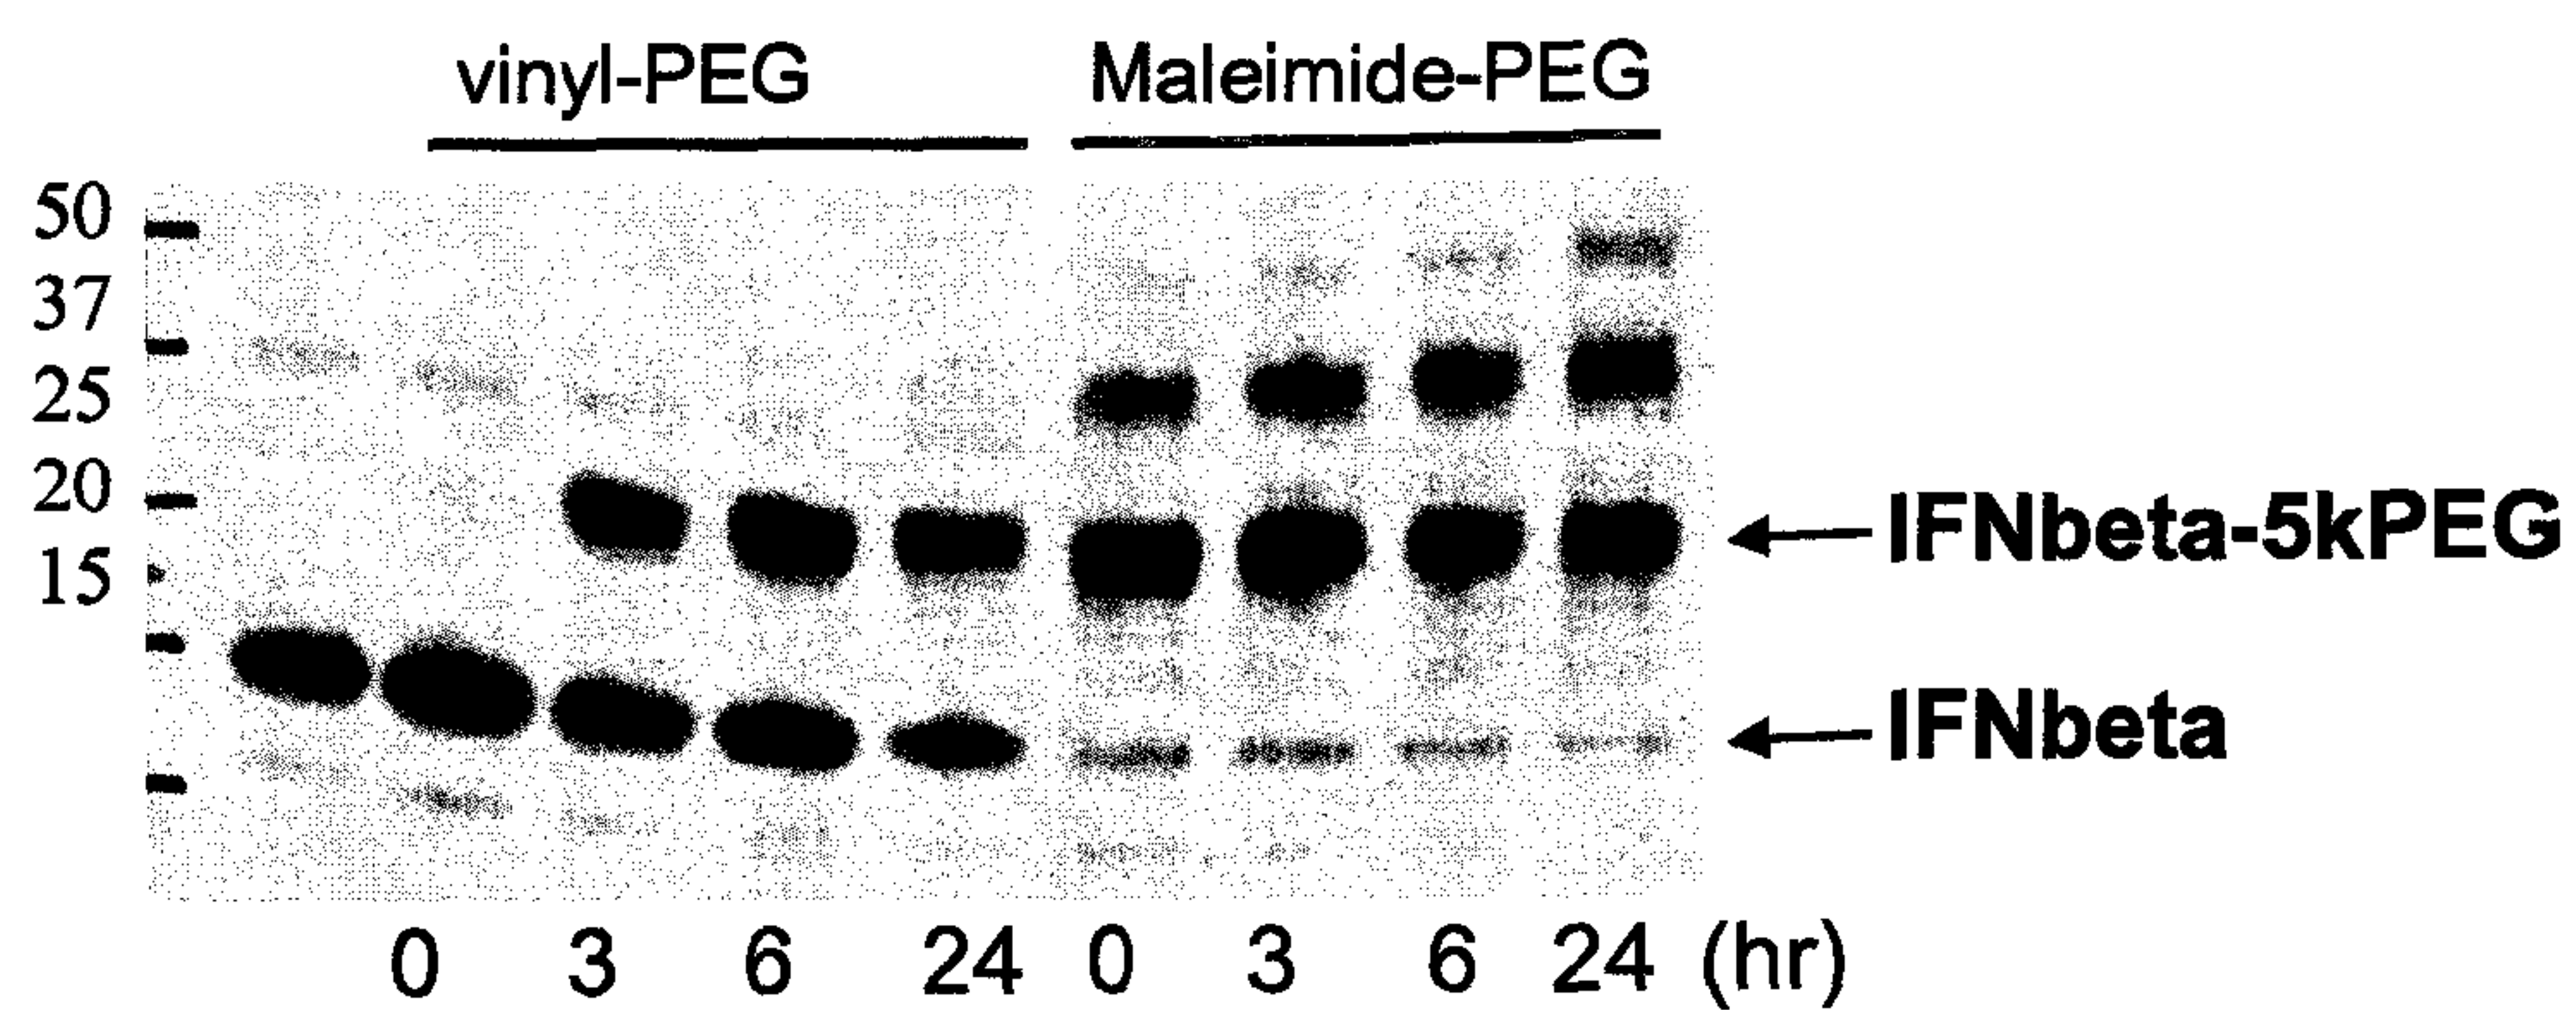 vinyl-PEG Maleimide-PEG
50
37
25
20
15
IFNbeta-5kPEG
IFNbeta
0 3 6 24 0 3 6 24 (hr)